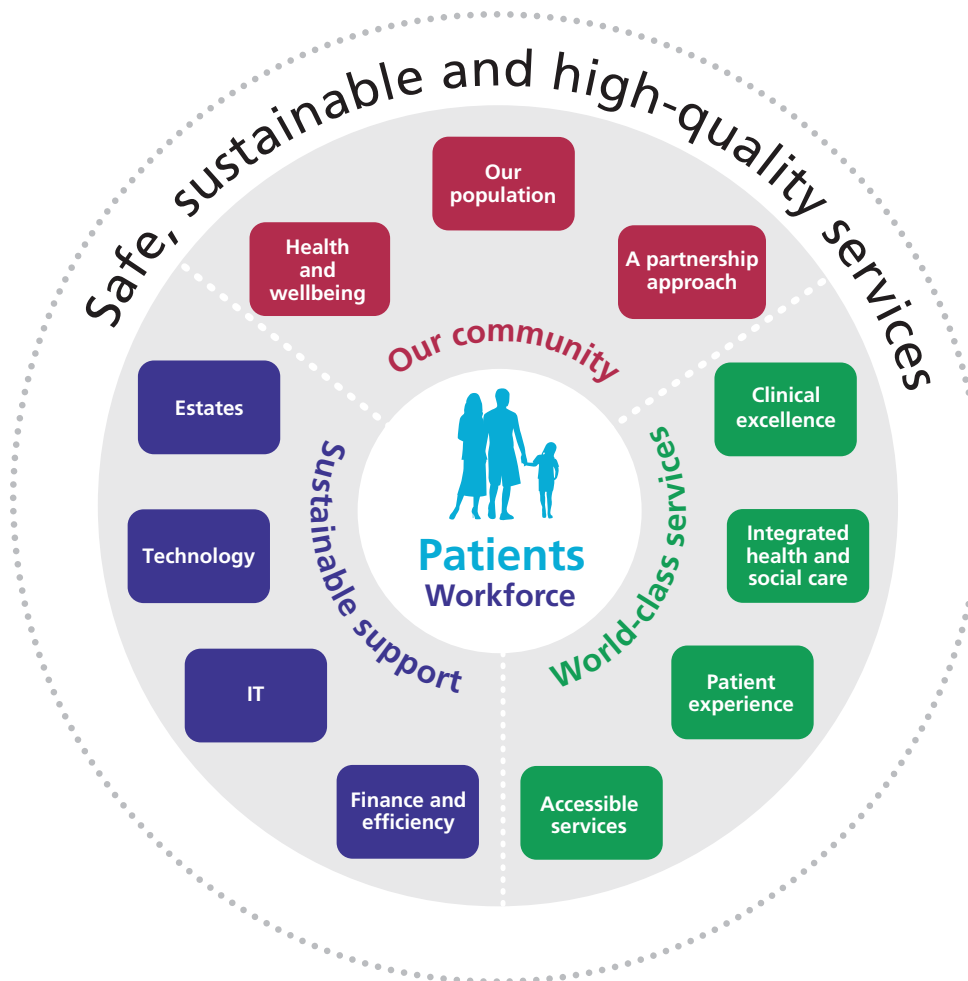 Safe, sustainable and high-quality services
Our
population
Health
and
wellbeing
A partnership
approach
Our community
Estates
Technology
IT
Finance and
efficiency
Sustainable support
Clinical
excellence
Integrated
health and
social care
Patient
experience
Accessible
services
World-class services
Patients
Workforce